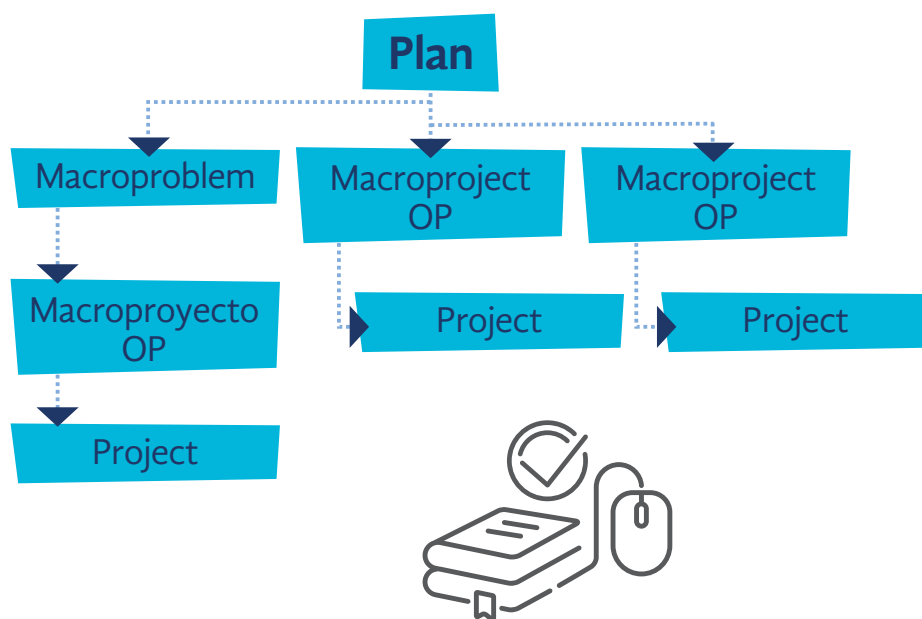 Plan
Macroproblem
Macroproject
OP
Macroproject
OP
Macroproyecto
OP
Project
Project
Project